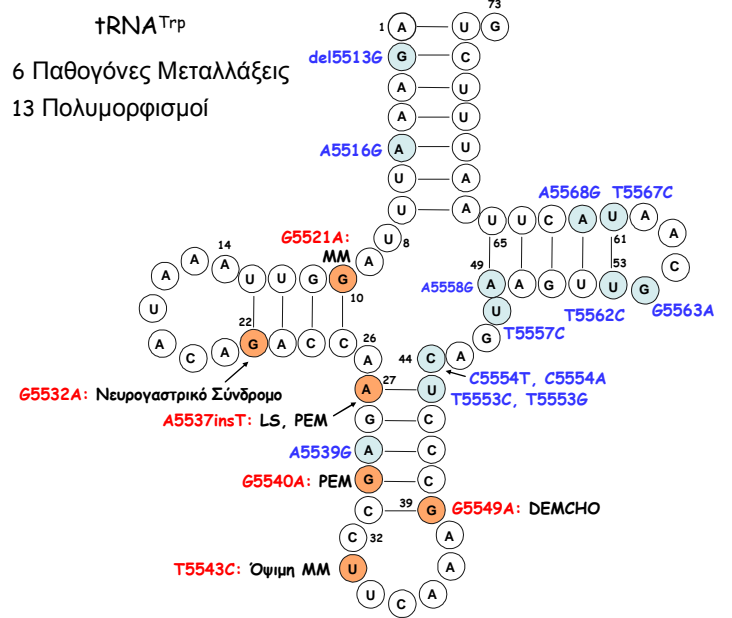 73
tRNATrp 1 A U G
del5513G G C
6 Παθογόνες Μεταλλάξεις A U
13 Πολυμορφισμοί A U
A5516G A U
U A A5568G T5567C
U A U U C A U A
G5521A: U 8 65 61 A
14 MM A 49 53 C
A A A U U G G G A5558G A A G U U G
U 10 U T5562C G5563A
22 26 G T5557C
A C A G A C C A 44 C A
C5554T, C5554A
G5532A: Νευρογαστρικό Σύνδρομο A 27 U T5553C, T5553G
A5537insT: LS, PEM
G C
A5539G A C
G5540A: PEM G C
C 39 G G5549A: DEMCHO
C 32 A
T5543C: Όψιμη MM U A
U C A A